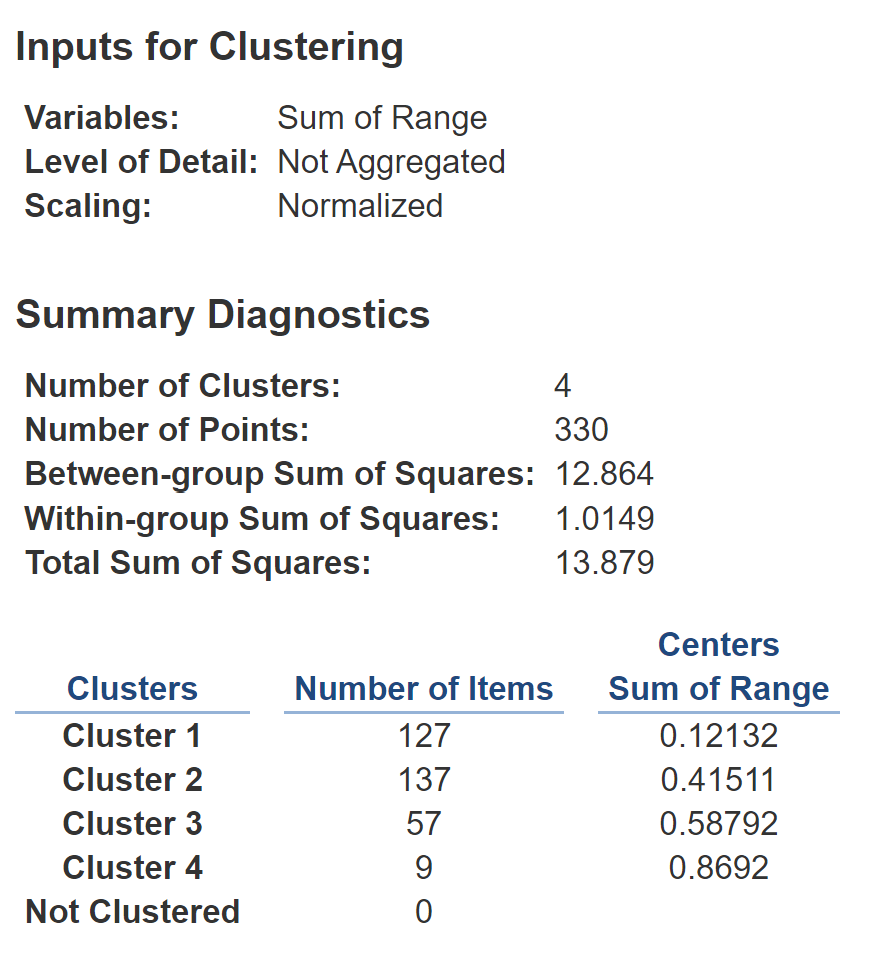 Inputs for Clustering
Variables: Sum of Range
Level of Detail: Not Aggregated
Scaling: Normalized
Summary Diagnostics
Number of Clusters: 4
Number of Points: 330
Between-group Sum of Squares: 12.864
Within-group Sum of Squares: 1.0149
Total Sum of Squares: 13.879
Centers
Clusters Number of Items Sum of Range
Cluster 1 127 0.12132
Cluster 2 137 0.41511
Cluster 3 57 0.58792
Cluster 4 9 0.8692
Not Clustered 0